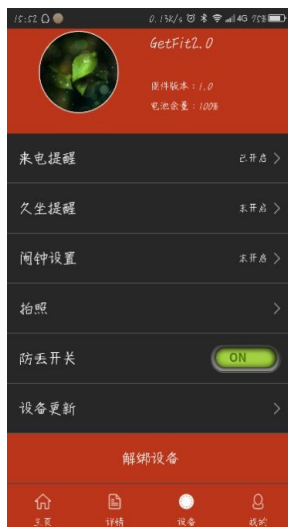 15:52 0.13K/s 4G 75%
GetFit2.0
固件版本：1.0
电池余量：100%
来电提醒 已开启
久坐提醒 未开启
闹钟设置 未开启
拍照
防丢开关 ON
设备更新
解绑设备
主页 详情 设备 我的